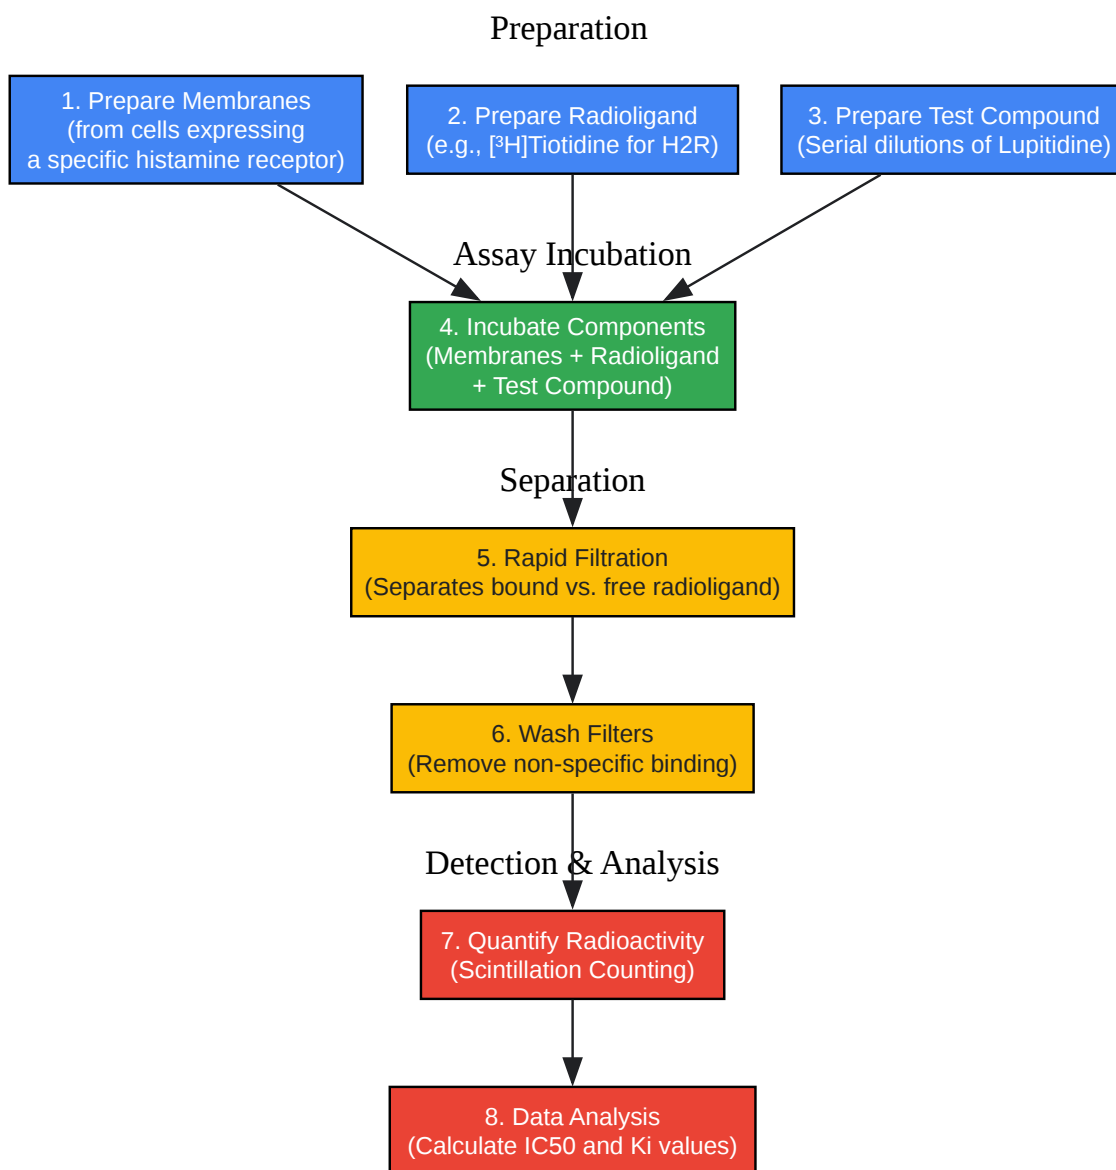 Preparation
1. Prepare Membranes
(from cells expressing
a specific histamine receptor)
2. Prepare Radioligand
(e.g., [³H]Tiotidine for H2R)
3. Prepare Test Compound
(Serial dilutions of Lupitidine)
Assay Incubation
4. Incubate Components
(Membranes + Radioligand
+ Test Compound)
Separation
5. Rapid Filtration
(Separates bound vs. free radioligand)
6. Wash Filters
(Remove non-specific binding)
Detection & Analysis
7. Quantify Radioactivity
(Scintillation Counting)
8. Data Analysis
(Calculate IC50 and Ki values)